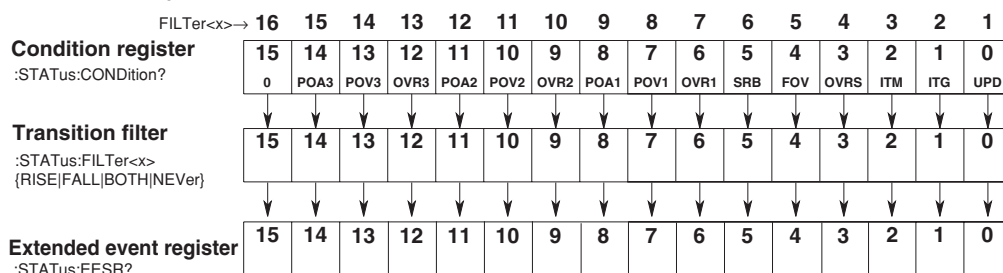 FILTer<x>→ 16 15 14 13 12 11 10 9 8 7 6 5 4 3 2 1
Condition register 15 14 13 12 11 10 9 8 7 6 5 4 3 2 1 0
:STATus:CONDition? 0 POA3 POV3 OVR3 POA2 POV2 OVR2 POA1 POV1 OVR1 SRB FOV OVRS ITM ITG UPD
Transition filter 15 14 13 12 11 10 9 8 7 6 5 4 3 2 1 0
:STATus:FILTer<x>
{RISE|FALL|BOTH|NEVer}
Extended event register 15 14 13 12 11 10 9 8 7 6 5 4 3 2 1 0
:STATus:EESR?